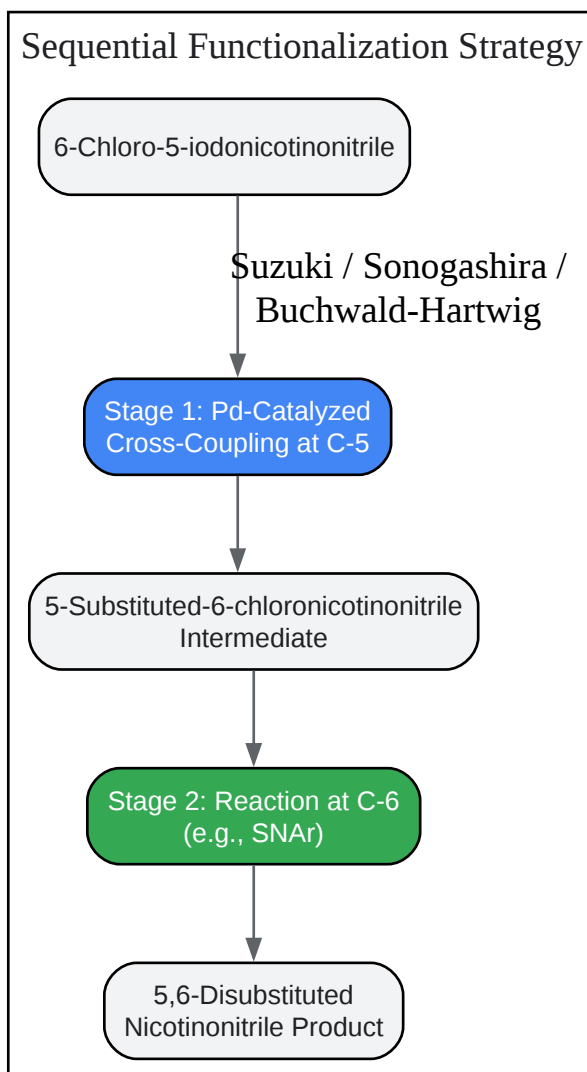 Sequential Functionalization Strategy
6-Chloro-5-iodonicotinonitrile
Suzuki / Sonogashira /
Buchwald-Hartwig
Stage 1: Pd-Catalyzed
Cross-Coupling at C-5
5-Substituted-6-chloronicotinonitrile
Intermediate
Stage 2: Reaction at C-6
(e.g., SNAr)
5,6-Disubstituted
Nicotinonitrile Product